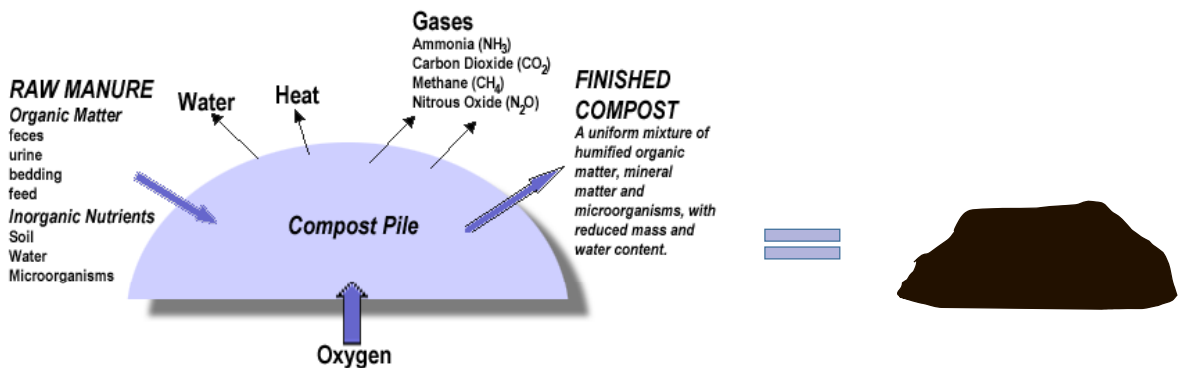 RAW MANURE
Organic Matter
feces
urine
bedding
feed
Inorganic Nutrients
Soil
Water
Microorganisms
Water
Heat
Gases
Ammonia (NH₃)
Carbon Dioxide (CO₂)
Methane (CH₄)
Nitrous Oxide (N₂O)
Compost Pile
Oxygen
FINISHED
COMPOST
A uniform mixture of
humified organic
matter, mineral
matter and
microorganisms, with
reduced mass and
water content.